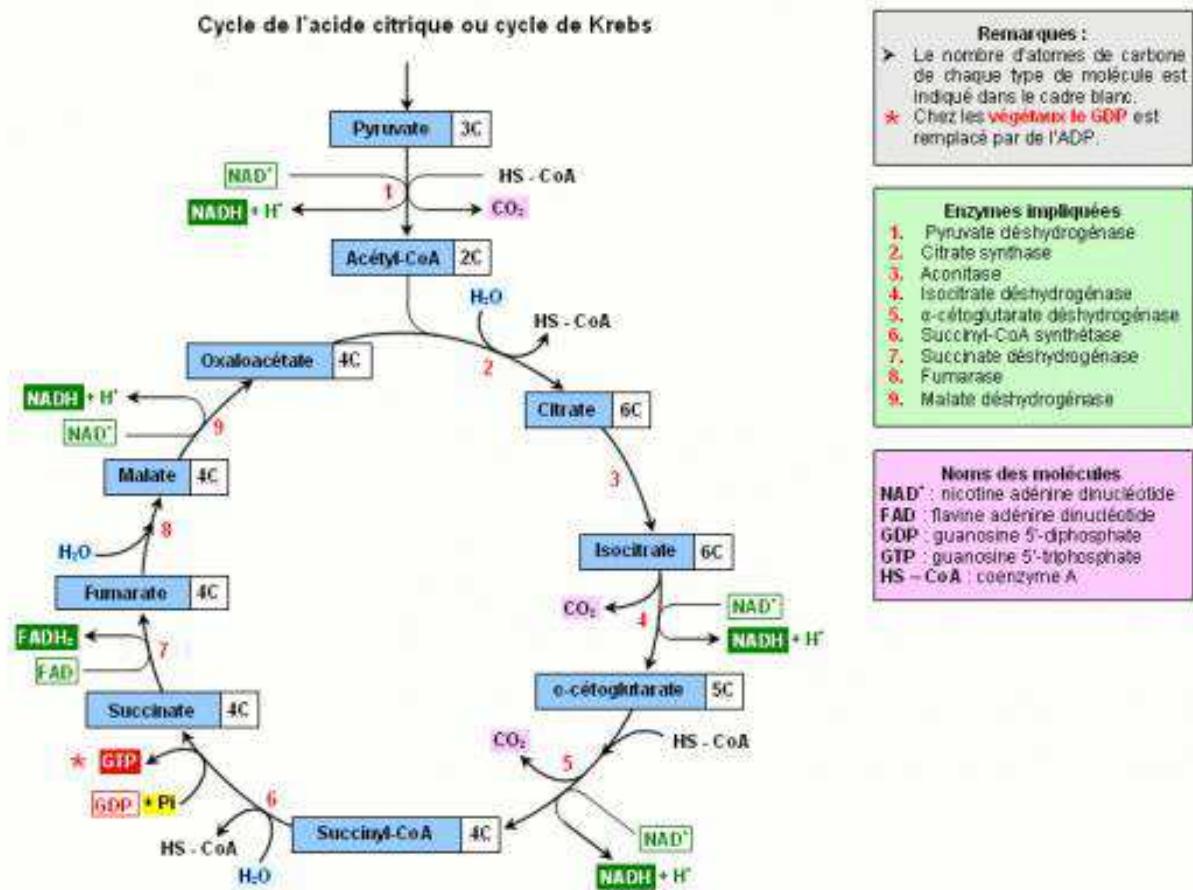 Cycle de l'acide citrique ou cycle de Krebs
Pyruvate 3C
NAD⁺
HS - CoA
1
NADH + H⁺
CO₂
Acétyl-CoA 2C
H₂O
HS - CoA
2
Oxaloacétate 4C
Citrate 6C
NADH + H⁺
NAD⁺
9
3
Malate 4C
8
H₂O
Isocitrate 6C
Fumarate 4C
CO₂
4
NAD⁺
NADH + H⁺
FADH₂
7
FAD
α-cétoglutarate 5C
Succinate 4C
CO₂
HS - CoA
5
* GTP
GDP + Pi
6
Succinyl-CoA 4C
NAD⁺
HS - CoA
H₂O
NADH + H⁺
Remarques :
➤ Le nombre d'atomes de carbone
de chaque type de molécule est
indiqué dans le cadre blanc.
* Chez les végétaux le GDP est
remplacé par de l'ADP.
Enzymes impliquées
1. Pyruvate déshydrogénase
2. Citrate synthase
3. Aconitase
4. Isocitrate déshydrogénase
5. α-cétoglutarate déshydrogénase
6. Succinyl-CoA synthétase
7. Succinate déshydrogénase
8. Fumarase
9. Malate déshydrogénase
Noms des molécules
NAD⁺ : nicotine adénine dinucléotide
FAD : flavine adénine dinucléotide
GDP : guanosine 5'-diphosphate
GTP : guanosine 5'-triphosphate
HS – CoA : coenzyme A